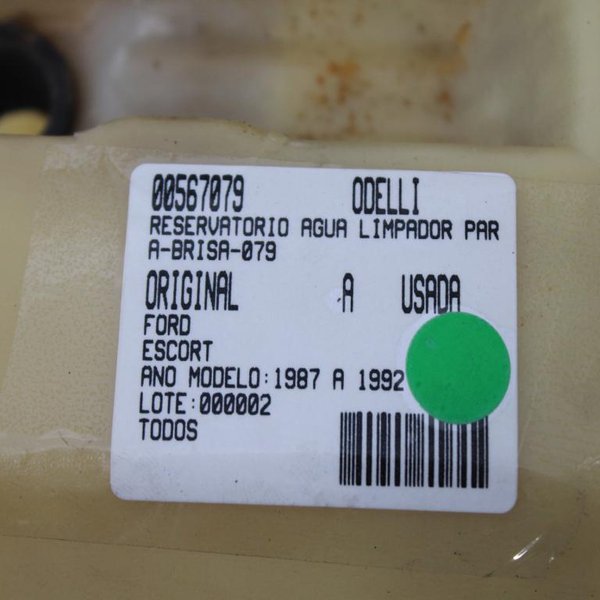 00567079 ODELLI
RESERVATORIO AGUA LIMPADOR PAR
A-BRISA-079
ORIGINAL A USADA
FORD
ESCORT
ANO MODELO:1987 A 1992
LOTE:000002
TODOS